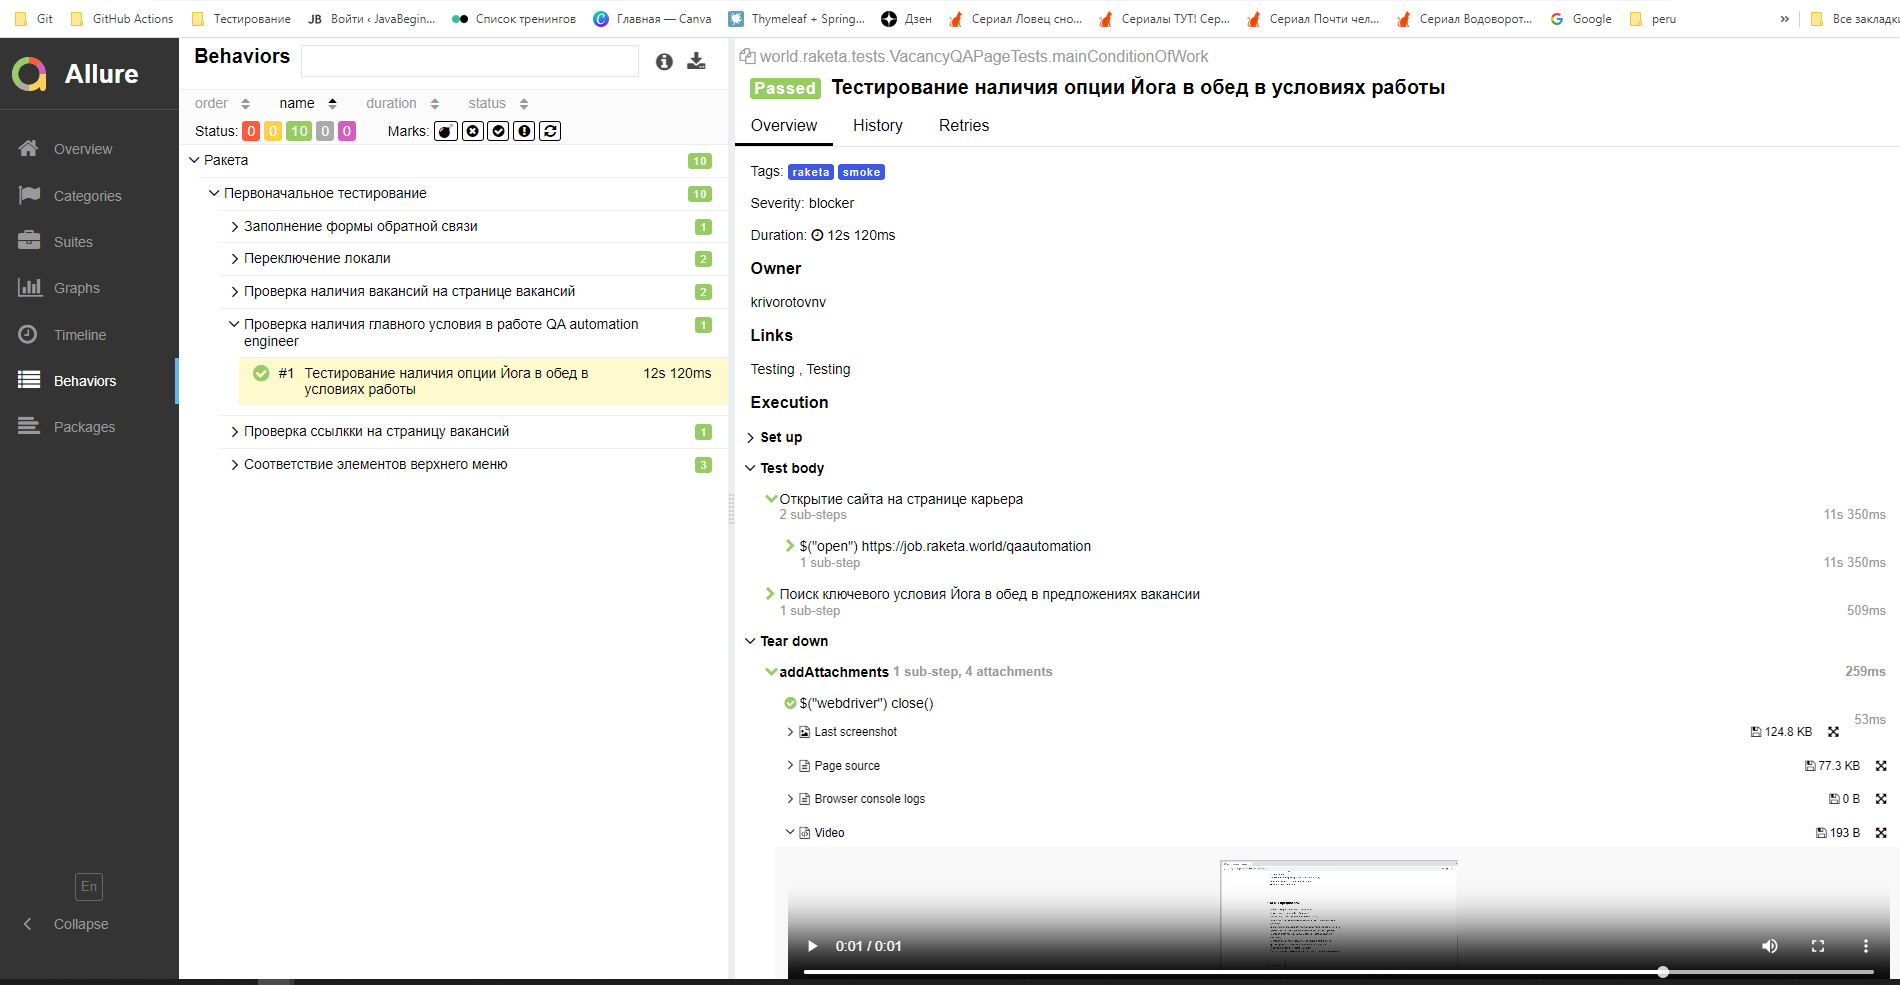 Git
GitHub Actions
Тестирование
Войти ‹ JavaBegin...
Список тренингов
Главная — Canva
Thymeleaf + Spring...
Дзен
Сериал Ловец сно...
Сериалы ТУТ! Сер...
Сериал Почти чел...
Сериал Водоворот...
Google
peru
»
Все закладки
Allure
Overview
Categories
Suites
Graphs
Timeline
Behaviors
Packages
En
Collapse
Behaviors
order name duration status
Status: 0 0 10 0 0 Marks:
Ракета 10
Первоначальное тестирование 10
Заполнение формы обратной связи 1
Переключение локали 2
Проверка наличия вакансий на странице вакансий 2
Проверка наличия главного условия в работе QA automation 1
engineer
#1 Тестирование наличия опции Йога в обед в 12s 120ms
условиях работы
Проверка ссылкки на страницу вакансий 1
Соответствие элементов верхнего меню 3
world.raketa.tests.VacancyQAPageTests.mainConditionOfWork
Passed Тестирование наличия опции Йога в обед в условиях работы
Overview History Retries
Tags: raketa smoke
Severity: blocker
Duration: 12s 120ms
Owner
krivorotovnv
Links
Testing , Testing
Execution
Set up
Test body
Открытие сайта на странице карьера
2 sub-steps 11s 350ms
$("open") https://job.raketa.world/qaautomation
1 sub-step 11s 350ms
Поиск ключевого условия Йога в обед в предложениях вакансии
1 sub-step 509ms
Tear down
addAttachments 1 sub-step, 4 attachments 259ms
$("webdriver") close()
53ms
Last screenshot 124.8 KB
Page source 77.3 KB
Browser console logs 0 B
Video 193 B
0:01 / 0:01